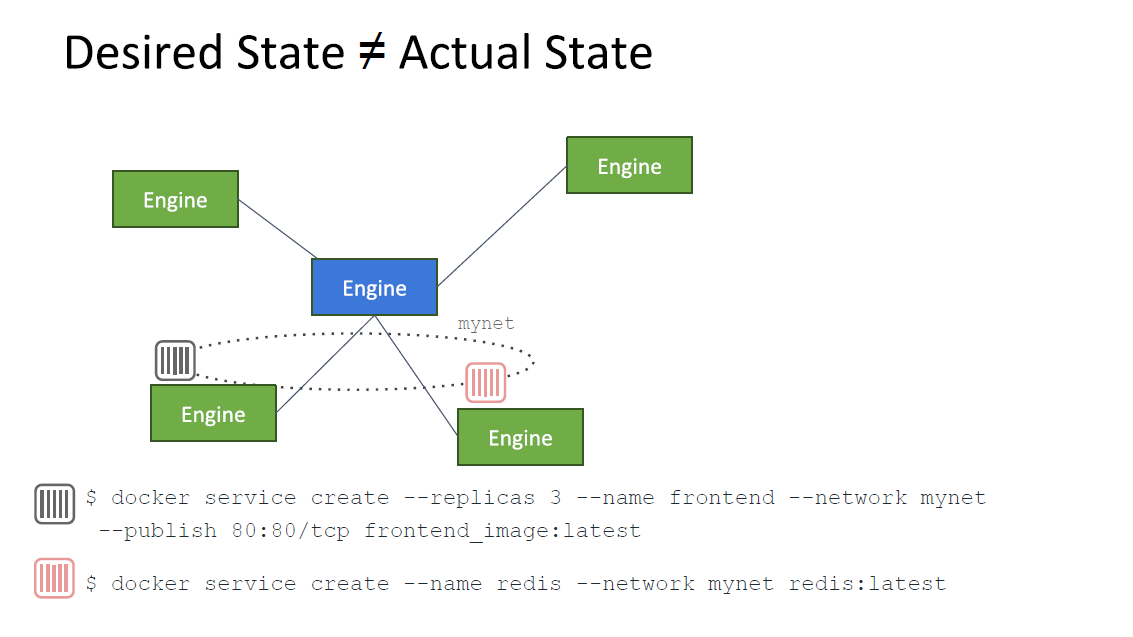 Desired State ≠ Actual State
Engine
Engine
Engine
mynet
Engine
Engine
$ docker service create --replicas 3 --name frontend --network mynet
--publish 80:80/tcp frontend_image:latest
$ docker service create --name redis --network mynet redis:latest